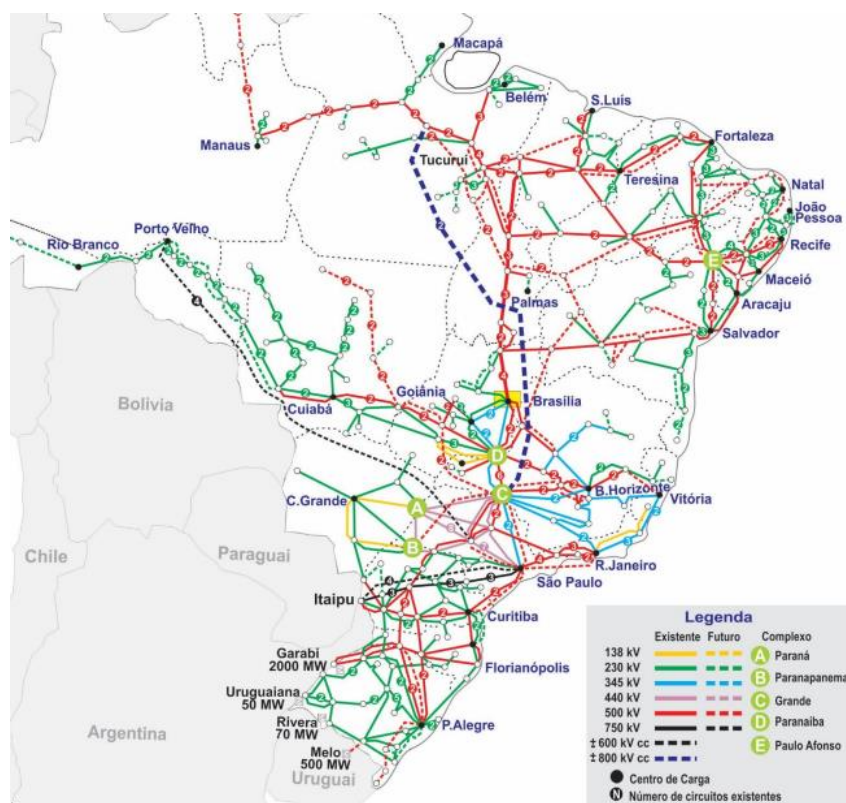 Macapá
Belém
S.Luis
Fortaleza
Manaus
Tucuruí
Teresina
Natal
João
Pessoa
Recife
Porto Velho
Rio Branco
E
Maceió
Palmas
Aracaju
Salvador
Bolivia
Goiânia
Brasília
Cuiabá
D
C.Grande
A
C
B.Horizonte
Vitória
Chile
Paraguai
B
R.Janeiro
São Paulo
Itaipu
Curitiba
Garabi
2000 MW
Florianópolis
Uruguaiana
50 MW
Rivera
70 MW
P.Alegre
Argentina
Melo
500 MW
Uruguai
Legenda
Existente Futuro Complexo
138 kV A Paraná
230 kV
345 kV B Paranapanema
440 kV C Grande
500 kV D Paranaiba
750 kV
±600 kV cc E Paulo Afonso
±800 kV cc
Centro de Carga
N Número de circuitos existentes